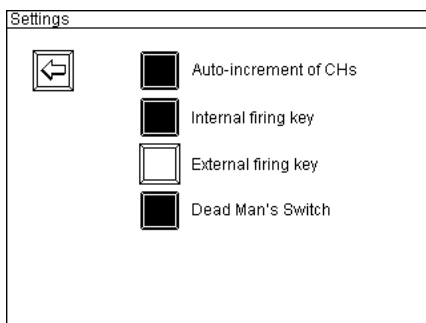 Settings
Auto-increment of CHs
Internal firing key
External firing key
Dead Man's Switch